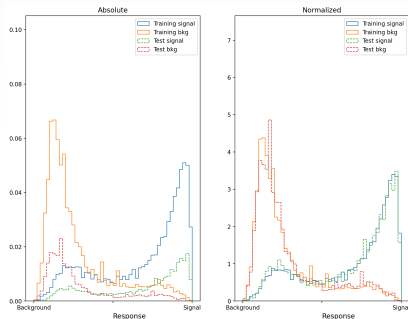 Absolute
Training signal
Training bkg
Test signal
Test bkg
0.10
0.08
0.06
0.04
0.02
0.00
Background
Signal
Response
Normalized
Training signal
Training bkg
Test signal
Test bkg
7
6
5
4
3
2
1
0
Background
Signal
Response